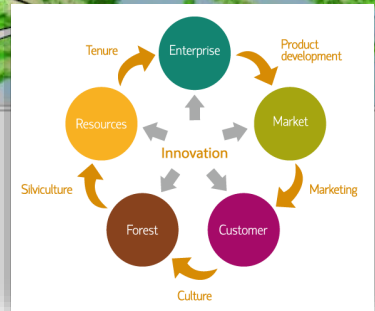 Enterprise
Product
development
Market
Marketing
Customer
Culture
Forest
Silviculture
Resources
Tenure
Innovation